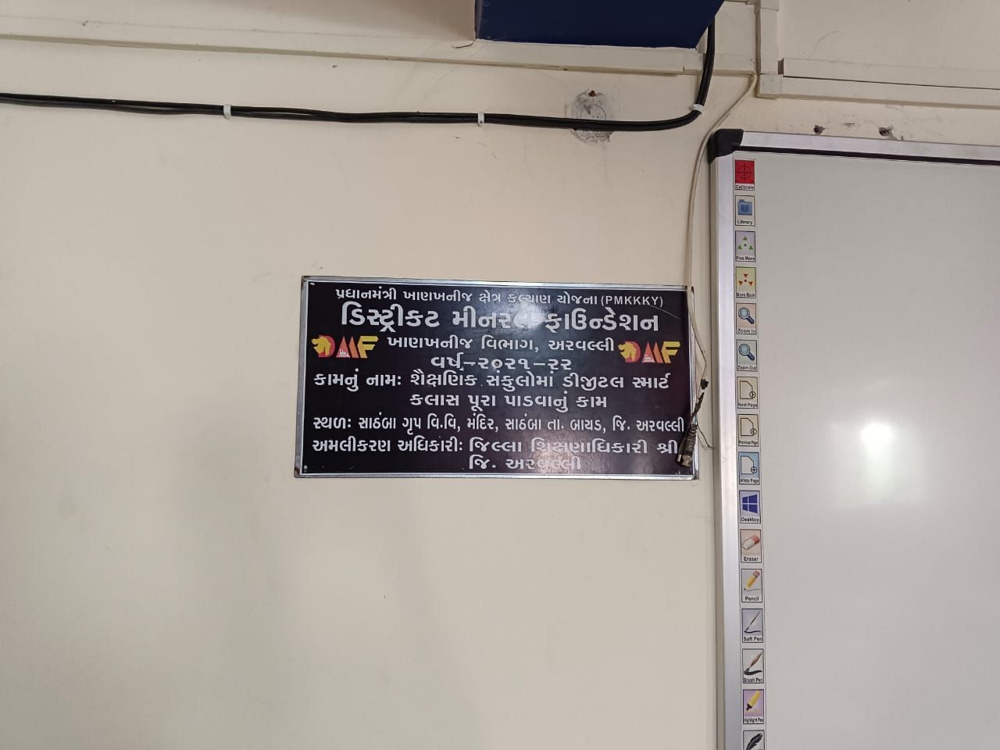 પ્રધાનમંત્રી ખાણખનીજ ક્ષેત્ર કલ્યાણ યોજના (PMKKKY)
ડિસ્ટ્રીકટ મીનરલ ફાઉન્ડેશન
DMF ખાણખનીજ વિભાગ, અરવલ્લી DMF
વર્ષ-૨૦૨૧-૨૨
કામનું નામઃ શૈક્ષણિક સંકુલોમાં ડીજીટલ સ્માર્ટ
કલાસ પૂરા પાડવાનું કામ
સ્થળઃ સાઠંબા ગૃપ વિ.વિ, મંદિર, સાઠંબા તા. બાયડ, જિ. અરવલ્લી
અમલીકરણ અધિકારીઃ જિલ્લા શિક્ષણાધિકારી શ્રી
જિ. અરવલ્લી
Calibrate
Library
Free Move
Move Back
Zoom In
Zoom Out
Next Page
Previous Page
White Page
Desktop
Eraser
Pencil
Soft Pen
Brush Pen
Highlight Pen